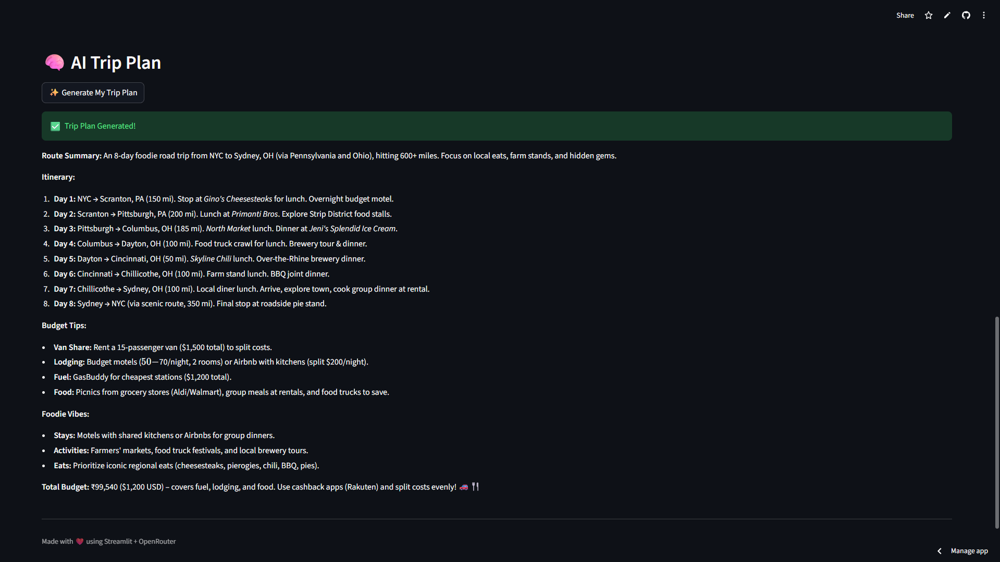 Share
🧠 AI Trip Plan
✨ Generate My Trip Plan
✅ Trip Plan Generated!
Route Summary: An 8-day foodie road trip from NYC to Sydney, OH (via Pennsylvania and Ohio), hitting 600+ miles. Focus on local eats, farm stands, and hidden gems.
Itinerary:
1. Day 1: NYC → Scranton, PA (150 mi). Stop at Gino's Cheesesteaks for lunch. Overnight budget motel.
2. Day 2: Scranton → Pittsburgh, PA (200 mi). Lunch at Primanti Bros. Explore Strip District food stalls.
3. Day 3: Pittsburgh → Columbus, OH (185 mi). North Market lunch. Dinner at Jeni's Splendid Ice Cream.
4. Day 4: Columbus → Dayton, OH (100 mi). Food truck crawl for lunch. Brewery tour & dinner.
5. Day 5: Dayton → Cincinnati, OH (50 mi). Skyline Chili lunch. Over-the-Rhine brewery dinner.
6. Day 6: Cincinnati → Chillicothe, OH (100 mi). Farm stand lunch. BBQ joint dinner.
7. Day 7: Chillicothe → Sydney, OH (100 mi). Local diner lunch. Arrive, explore town, cook group dinner at rental.
8. Day 8: Sydney → NYC (via scenic route, 350 mi). Final stop at roadside pie stand.
Budget Tips:
• Van Share: Rent a 15-passenger van ($1,500 total) to split costs.
• Lodging: Budget motels (50−70/night, 2 rooms) or Airbnb with kitchens (split $200/night).
• Fuel: GasBuddy for cheapest stations ($1,200 total).
• Food: Picnics from grocery stores (Aldi/Walmart), group meals at rentals, and food trucks to save.
Foodie Vibes:
• Stays: Motels with shared kitchens or Airbnbs for group dinners.
• Activities: Farmers' markets, food truck festivals, and local brewery tours.
• Eats: Prioritize iconic regional eats (cheesesteaks, pierogies, chili, BBQ, pies).
Total Budget: ₹99,540 ($1,200 USD) – covers fuel, lodging, and food. Use cashback apps (Rakuten) and split costs evenly! 🚗 🍴
Made with ❤️ using Streamlit + OpenRouter
Manage app